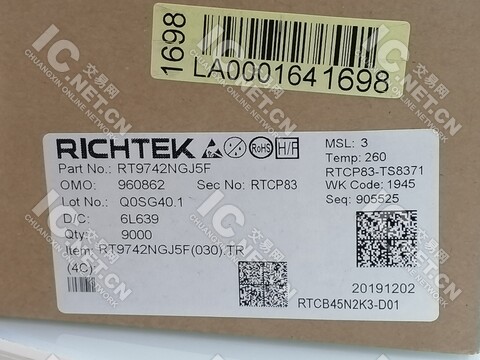 1698
LA0001641698
RICHTEK
RoHS
H/F
MSL: 3
Temp: 260
RTCP83-TS8371
WK Code: 1945
Seq: 905525
Part No.: RT9742NGJ5F
OMO: 960862 Sec No: RTCP83
Lot No.: Q0SG40.1
D/C: 6L639
Qty: 9000
Item: RT9742NGJ5F(030).TR
(4C)
20191202
RTCB45N2K3-D01
IC交易网
IC.NET.CN
CHUANGXIN ONLINE NETWORK